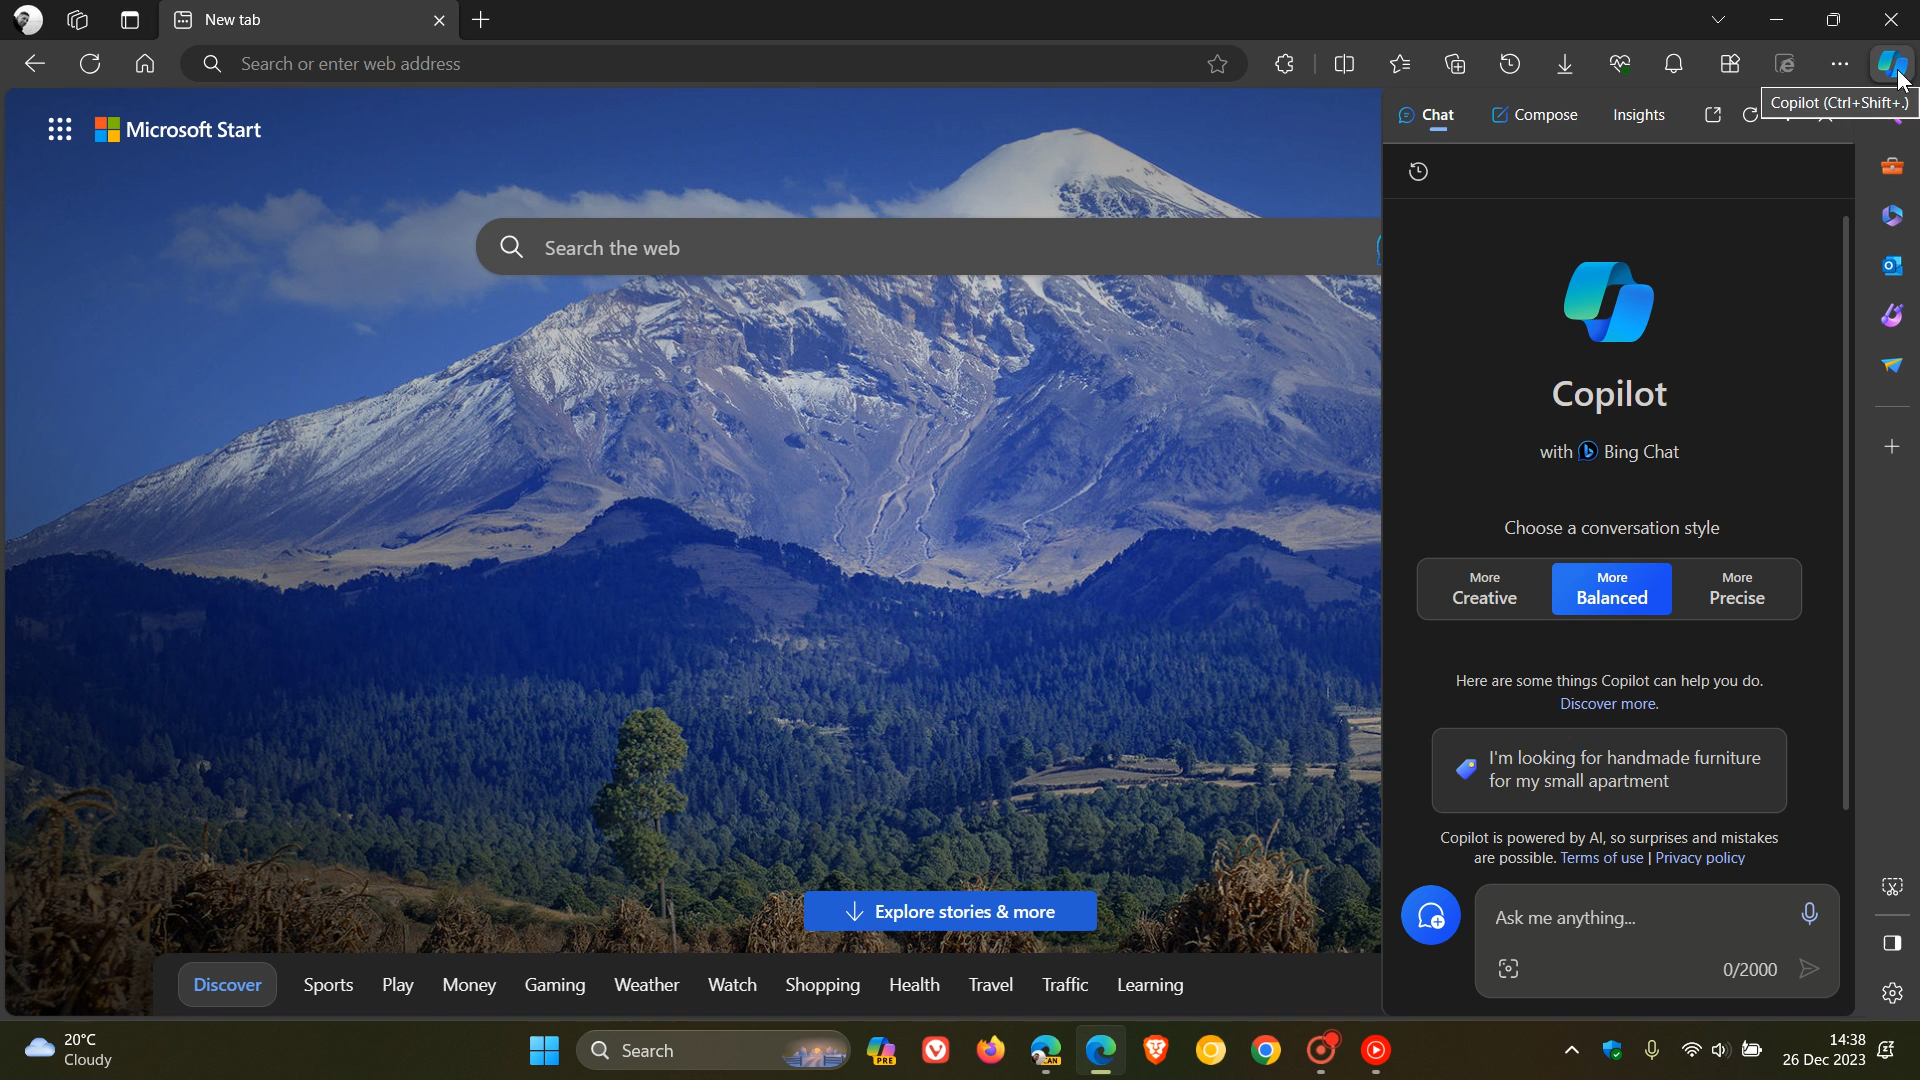 New tab
Search or enter web address
Copilot (Ctrl+Shift+.)
Microsoft Start
Chat
Compose
Insights
Search the web
Copilot
with Bing Chat
Choose a conversation style
More
Creative
More
Balanced
More
Precise
Here are some things Copilot can help you do.
Discover more.
I'm looking for handmade furniture
for my small apartment
Copilot is powered by AI, so surprises and mistakes
are possible. Terms of use | Privacy policy
Explore stories & more
Ask me anything...
0/2000
Discover
Sports
Play
Money
Gaming
Weather
Watch
Shopping
Health
Travel
Traffic
Learning
20°C
Cloudy
Search
PRE
CAN
14:38
26 Dec 2023